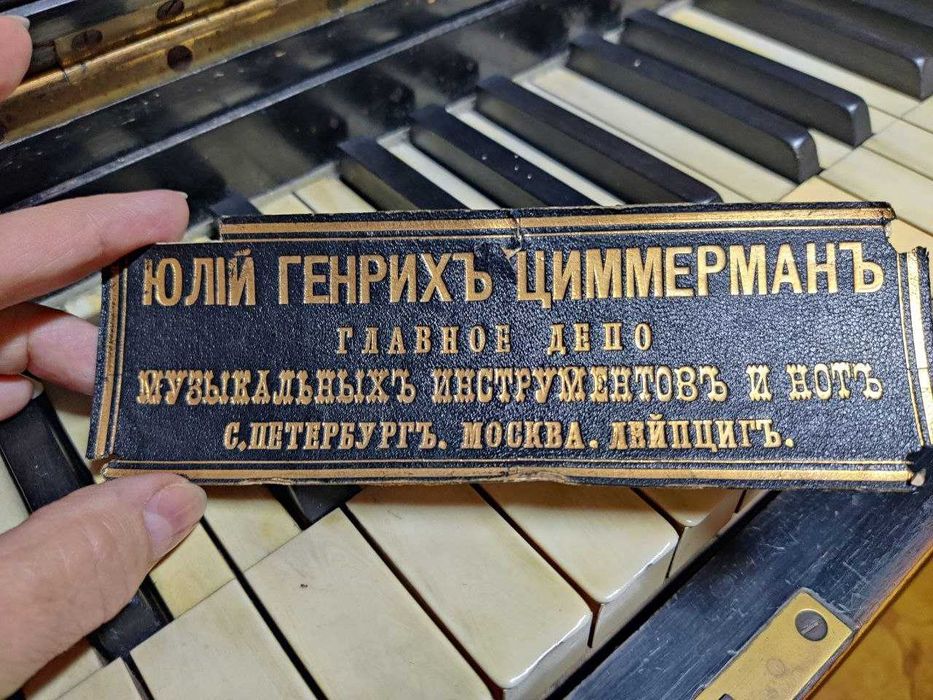 ЮЛІЙ ГЕНРИХЪ ЦИММЕРМАНЪ
ГЛАВНОЕ ДЕПО
МУЗЫКАЛЬНЫХЪ ИНСТРУМЕНТОВЪ И НОТЪ
С.ПЕТЕРБУРГЪ. МОСКВА. ЛЕЙПЦИГЪ.